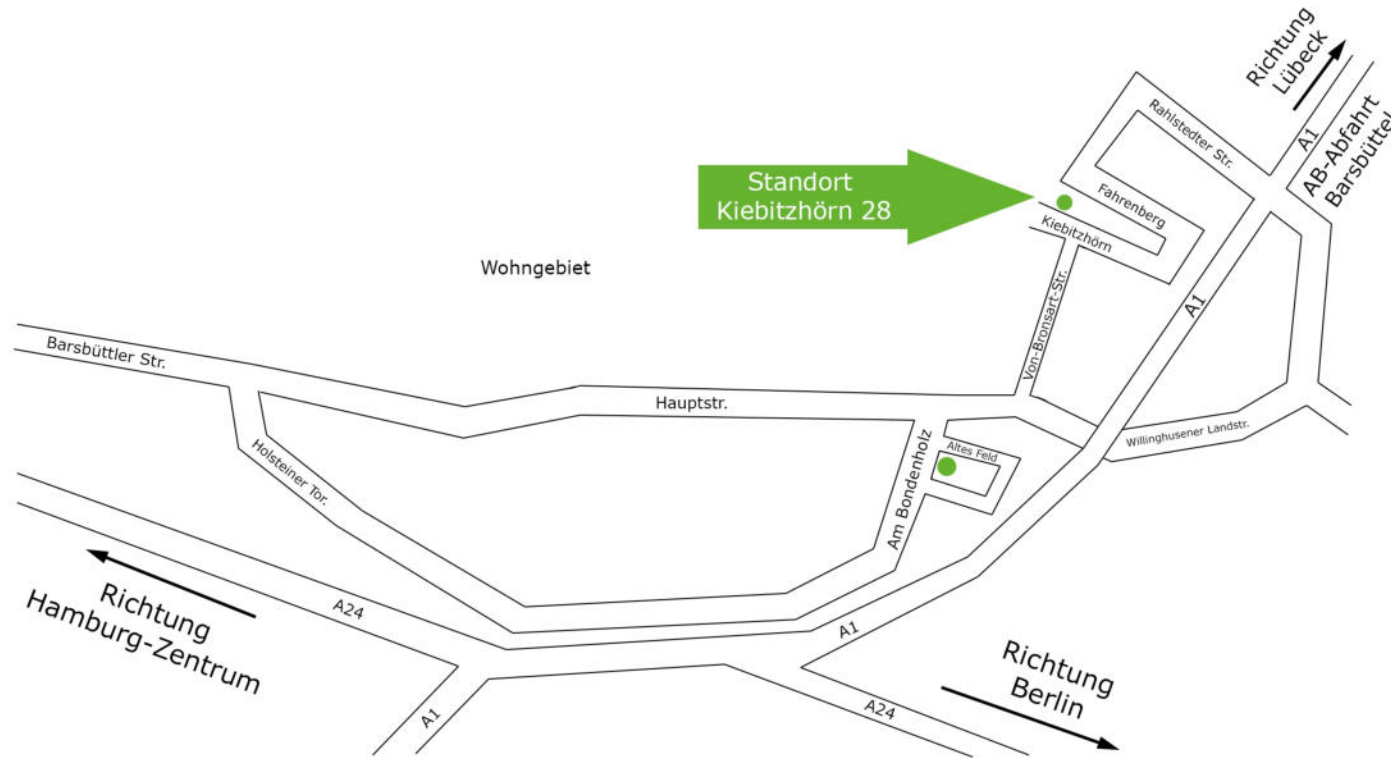 Richtung
Lübeck
A1
AB-Abfahrt
Barsbüttel
Rahlstedter Str.
Standort
Kiebitzhörn 28
Fahrenberg
Kiebitzhörn
Wohngebiet
Von-Bronsart-Str.
A1
Barsbüttler Str.
Hauptstr.
Willinghusener Landstr.
Altes Feld
Am Bondenholz
Holsteiner Tor.
A24
Richtung
Hamburg-Zentrum
A1
Richtung
Berlin
A1
A24